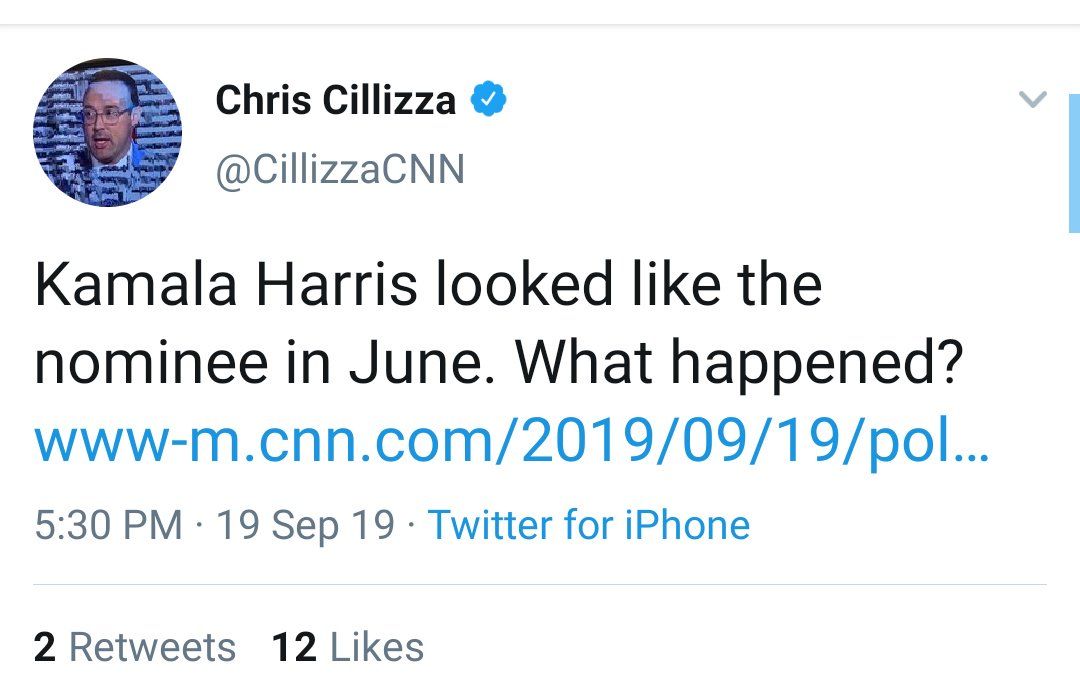 Chris Cillizza
@CillizzaCNN
Kamala Harris looked like the
nominee in June. What happened?
www-m.cnn.com/2019/09/19/pol…
5:30 PM · 19 Sep 19 · Twitter for iPhone
2 Retweets 12 Likes